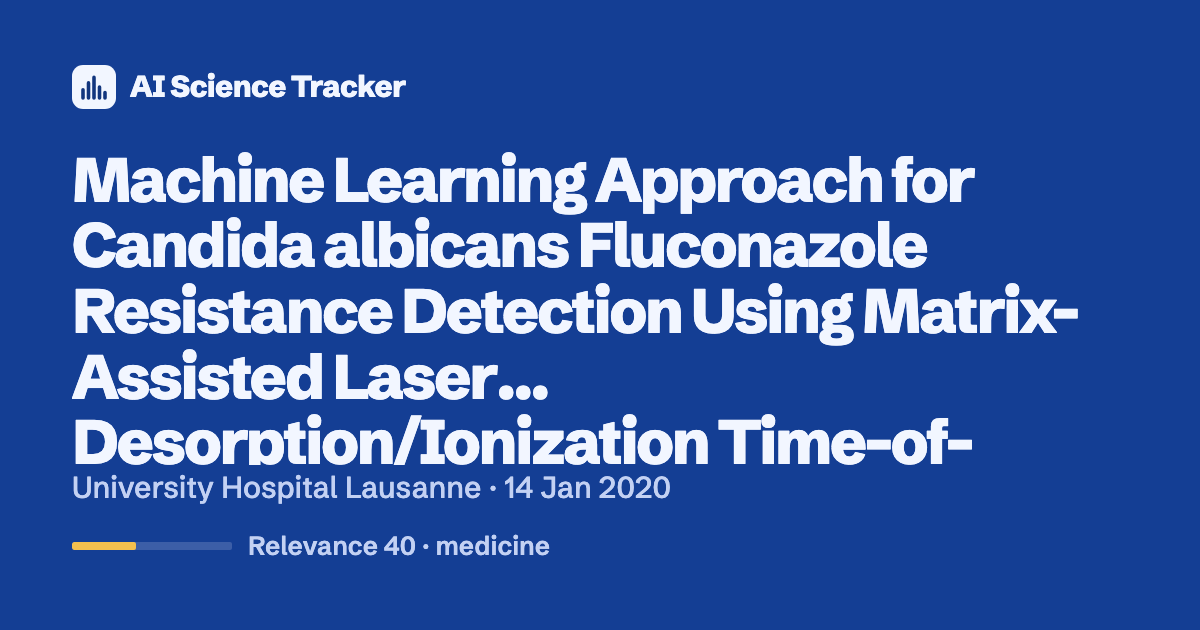 AI Science Tracker
Machine Learning Approach for
Candida albicans Fluconazole
Resistance Detection Using Matrix-
Assisted Laser...
Desorption/Ionization Time-of-
University Hospital Lausanne · 14 Jan 2020
Relevance 40 · medicine